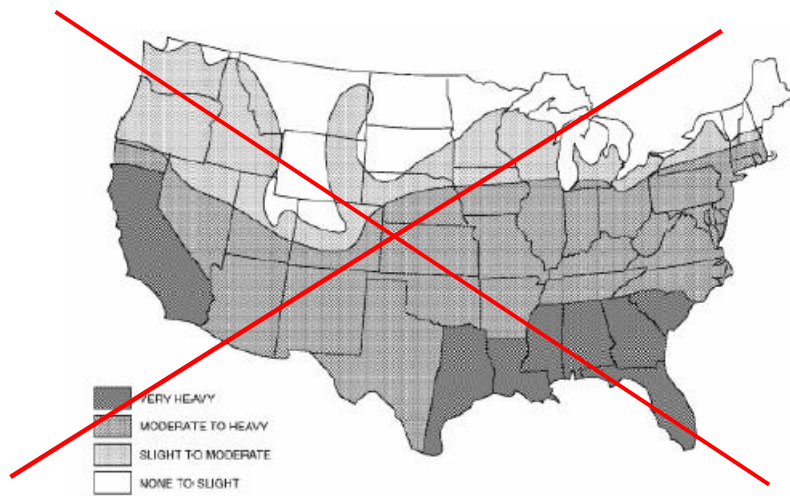 VERY HEAVY
MODERATE TO HEAVY
SLIGHT TO MODERATE
NONE TO SLIGHT